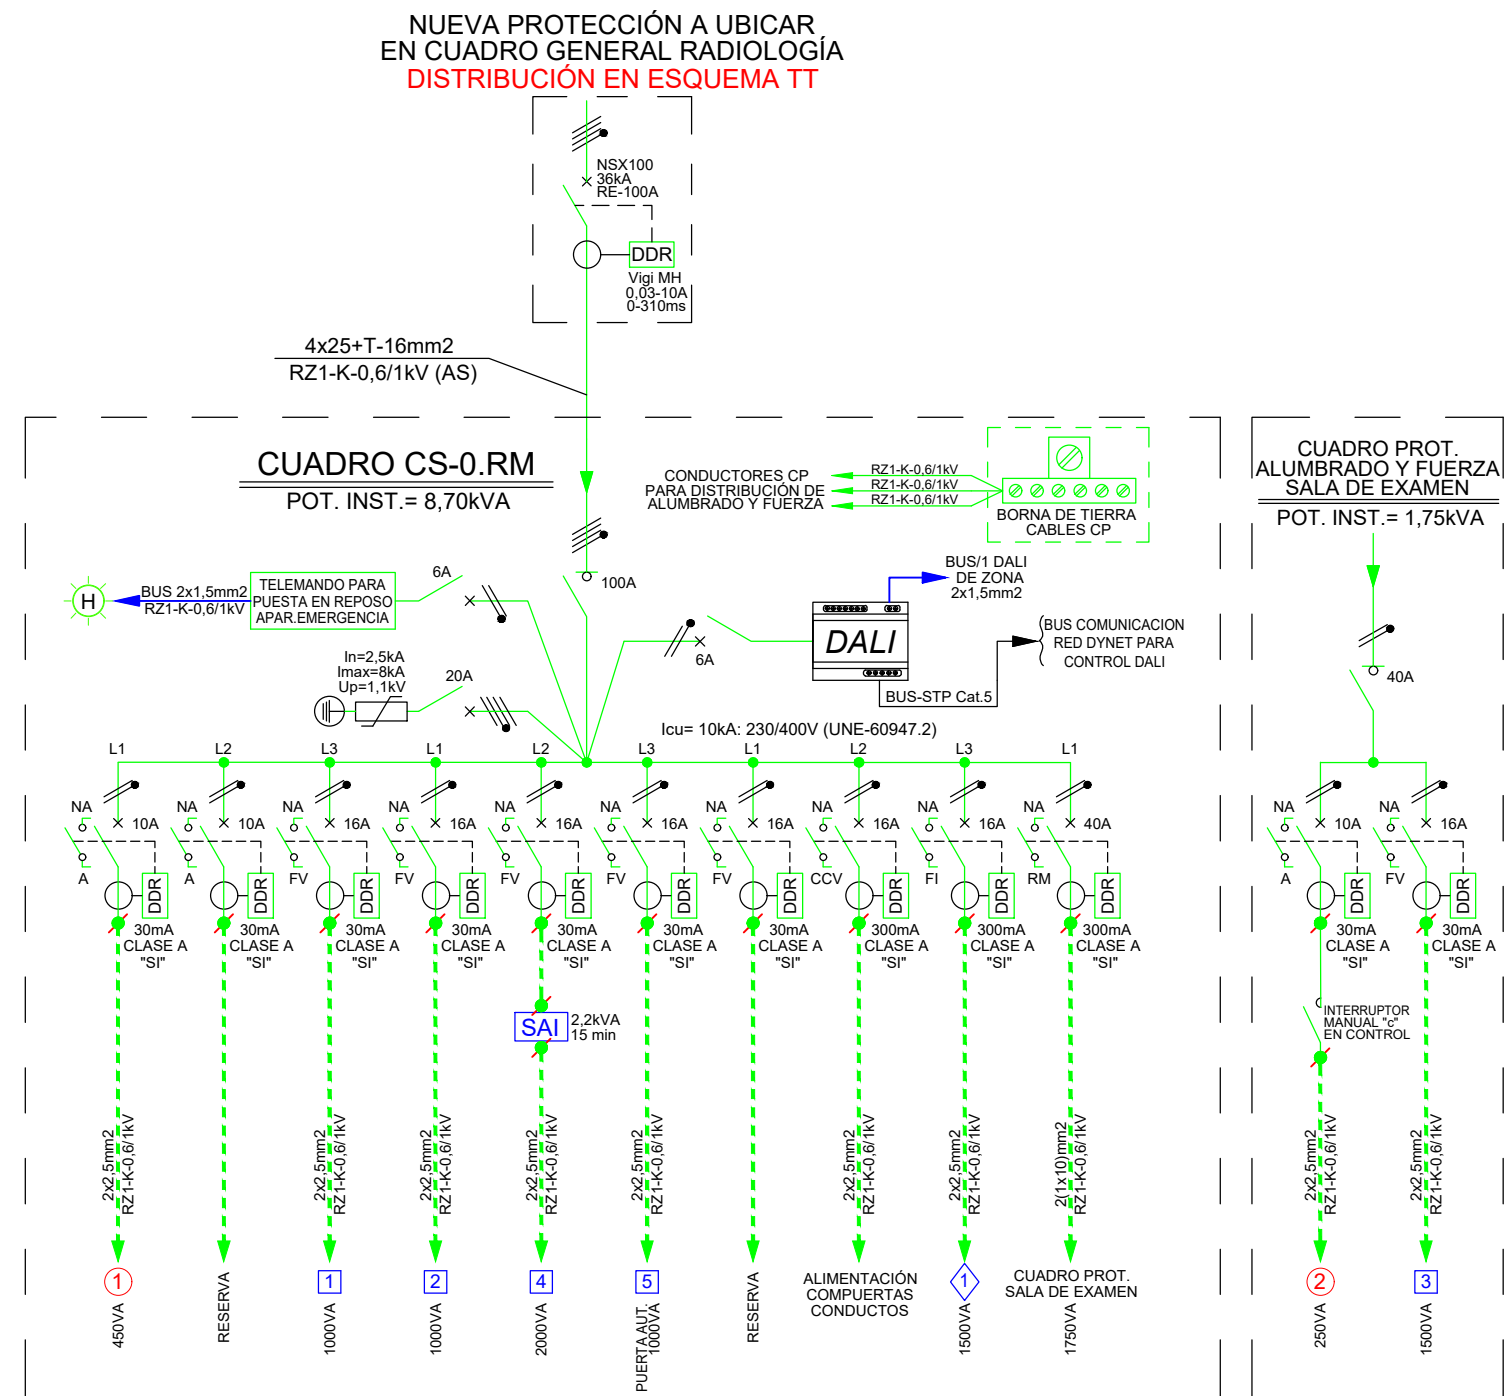 NUEVA PROTECCIÓN A UBICAR
EN CUADRO GENERAL RADIOLOGÍA
DISTRIBUCIÓN EN ESQUEMA TT
NSX100
36kA
RE-100A
DDR
Vigi MH
0,03-10A
0-310ms
4x25+T-16mm2
RZ1-K-0,6/1kV (AS)
CUADRO CS-0.RM
POT. INST.= 8,70kVA
CONDUCTORES CP
PARA DISTRIBUCIÓN DE
ALUMBRADO Y FUERZA
RZ1-K-0,6/1kV
RZ1-K-0,6/1kV
RZ1-K-0,6/1kV
BORNA DE TIERRA
CABLES CP
CUADRO PROT.
ALUMBRADO Y FUERZA
SALA DE EXAMEN
POT. INST.= 1,75kVA
H
BUS 2x1,5mm2
RZ1-K-0,6/1kV
TELEMANDO PARA
PUESTA EN REPOSO
APAR.EMERGENCIA
6A
100A
In=2,5kA
Imax=8kA
Up=1,1kV
20A
6A
DALI
BUS/1 DALI
DE ZONA
2x1,5mm2
BUS COMUNICACION
RED DYNET PARA
CONTROL DALI
BUS-STP Cat.5
40A
Icu= 10kA: 230/400V (UNE-60947.2)
L1 L2 L3 L1 L2 L3 L1 L2 L3 L1
NA 10A NA 10A NA 16A NA 16A NA 16A NA 16A NA 16A NA 16A NA 16A NA 40A NA 10A NA 16A
A A FV FV FV FV FV CCV FI RM A FV
DDR DDR DDR DDR DDR DDR DDR DDR DDR DDR DDR DDR
30mA 30mA 30mA 30mA 30mA 30mA 30mA 300mA 300mA 300mA 30mA 30mA
CLASE A CLASE A CLASE A CLASE A CLASE A CLASE A CLASE A CLASE A CLASE A CLASE A CLASE A CLASE A
"SI" "SI" "SI" "SI" "SI" "SI" "SI" "SI" "SI" "SI" "SI" "SI"
SAI
2,2kVA
15 min
INTERRUPTOR
MANUAL "c"
EN CONTROL
2x2,5mm2
RZ1-K-0,6/1kV
2x2,5mm2
RZ1-K-0,6/1kV
2x2,5mm2
RZ1-K-0,6/1kV
2x2,5mm2
RZ1-K-0,6/1kV
2x2,5mm2
RZ1-K-0,6/1kV
2x2,5mm2
RZ1-K-0,6/1kV
2x2,5mm2
RZ1-K-0,6/1kV
2(1x10)mm2
RZ1-K-0,6/1kV
2x2,5mm2
RZ1-K-0,6/1kV
2x2,5mm2
RZ1-K-0,6/1kV
1
450VA
RESERVA
1
1000VA
2
1000VA
4
2000VA
5
PUERTA AUT.
1000VA
RESERVA
ALIMENTACIÓN
COMPUERTAS
CONDUCTOS
1
1500VA
CUADRO PROT.
SALA DE EXAMEN
1750VA
2
250VA
3
1500VA